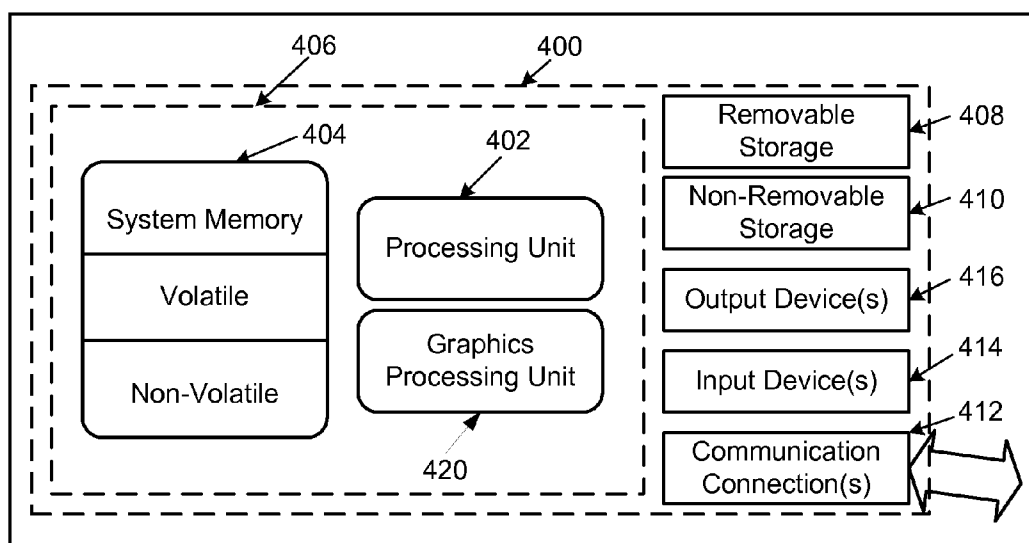 406
400
404
402
System Memory
Volatile
Non-Volatile
Processing Unit
Graphics
Processing Unit
420
Removable
Storage
408
Non-Removable
Storage
410
Output Device(s)
416
Input Device(s)
414
Communication
Connection(s)
412